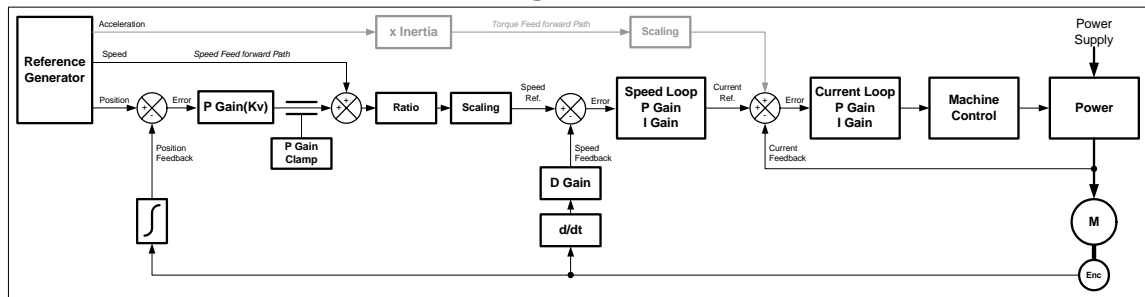 Acceleration
x Inertia
Torque Feed forward Path
Scaling
Power
Supply
Reference
Generator
Speed
Speed Feed forward Path
Position
+
-
Error
P Gain(Kv)
P Gain
Clamp
+
+
Ratio
Scaling
Speed
Ref.
+
-
Error
Speed Loop
P Gain
I Gain
Current
Ref.
+
+
-
Error
Current Loop
P Gain
I Gain
Machine
Control
Power
Position
Feedback
Speed
Feedback
Current
Feedback
D Gain
d/dt
M
Enc